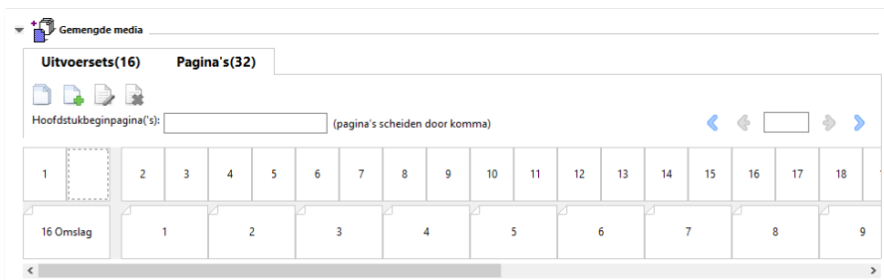 Gemengde media
Uitvoersets(16) Pagina's(32)
Hoofdstukbeginpagina('s): (pagina's scheiden door komma)
1 2 3 4 5 6 7 8 9 10 11 12 13 14 15 16 17 18
16 Omslag 1 2 3 4 5 6 7 8 9